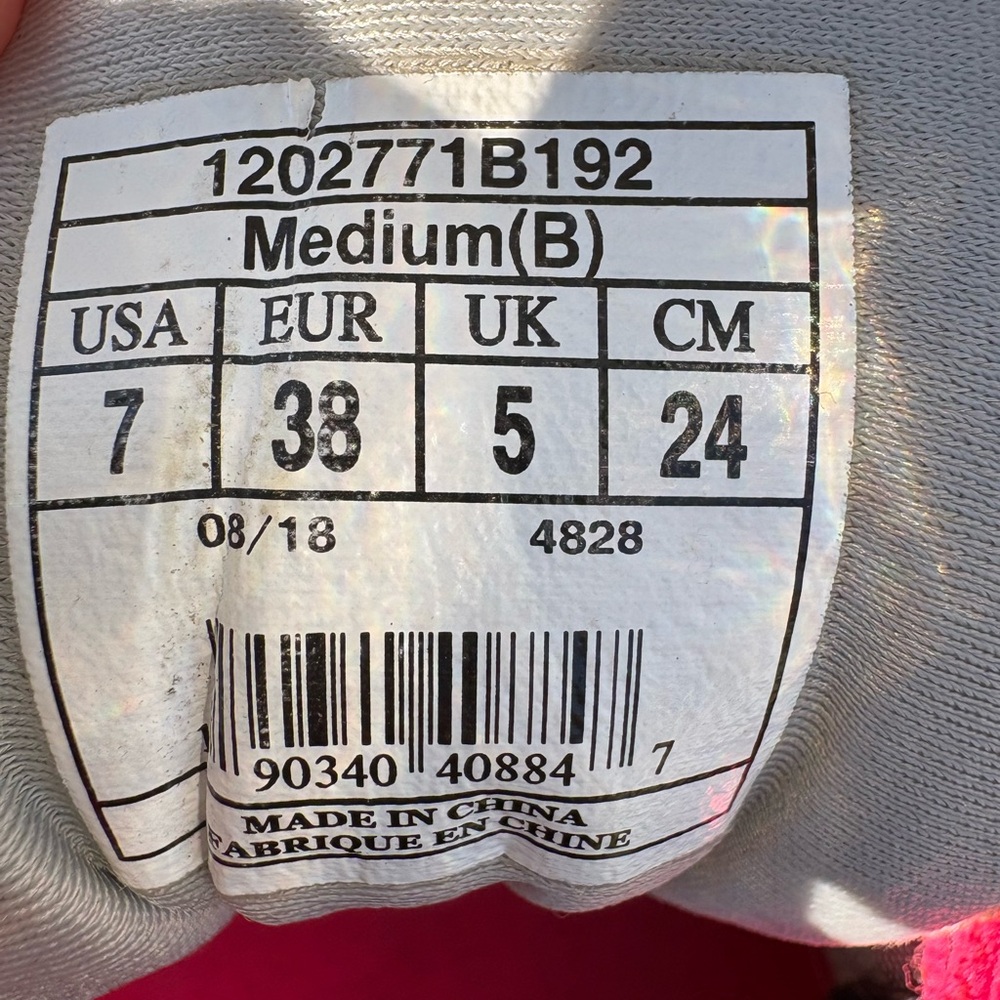 1202771B192
Medium(B)
USA EUR UK CM
7 38 5 24
08/18 4828
90340 40884 7
MADE IN CHINA
FABRIQUE EN CHINE